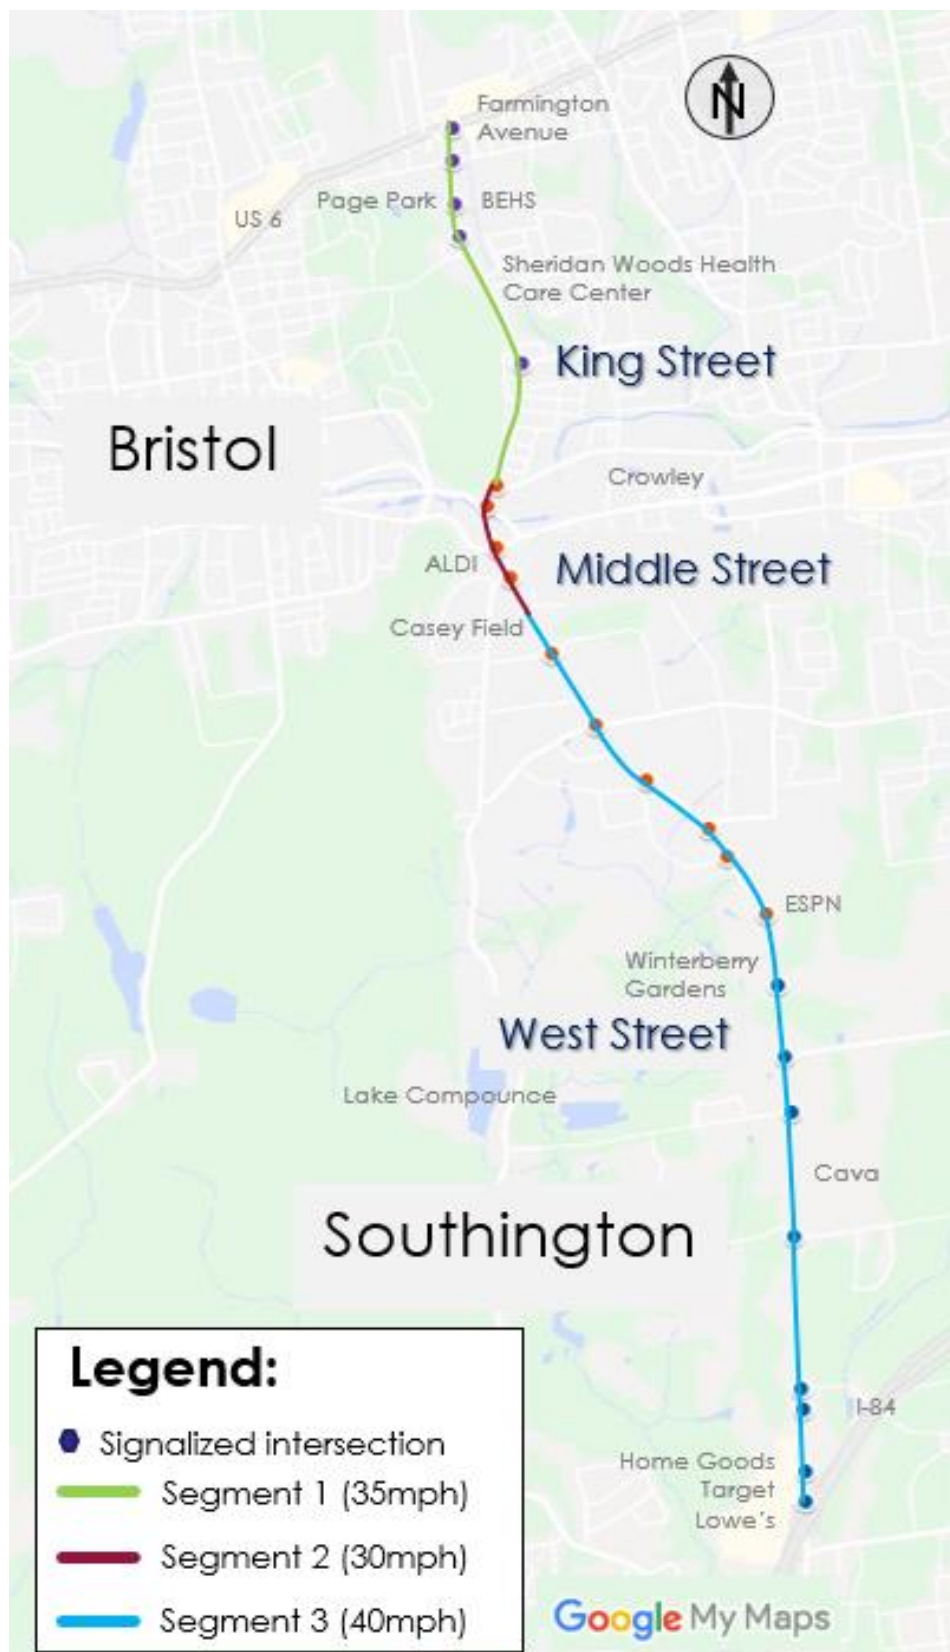 N
Farmington
Avenue
Page Park
BEHS
US 6
Sheridan Woods Health
Care Center
King Street
Bristol
Crowley
ALDI
Middle Street
Casey Field
ESPN
Winterberry
Gardens
West Street
Lake Compounce
Cava
Southington
I-84
Home Goods
Target
Lowe's
Legend:
Signalized intersection
Segment 1 (35mph)
Segment 2 (30mph)
Segment 3 (40mph)
Google My Maps